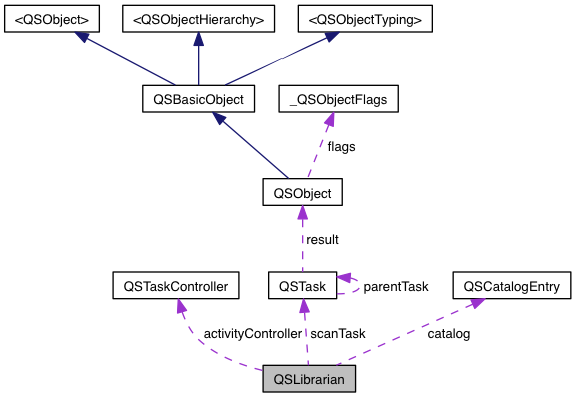 <QSObject>
<QSObjectHierarchy>
<QSObjectTyping>
QSBasicObject
_QSObjectFlags
flags
QSObject
result
QSTaskController
QSTask
parentTask
QSCatalogEntry
activityController
scanTask
catalog
QSLibrarian